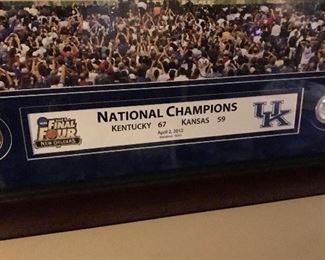 NATIONAL CHAMPIONS
KENTUCKY 67 KANSAS 59
April 2, 2012
FINAL
FOUR
NEW ORLEANS
UK